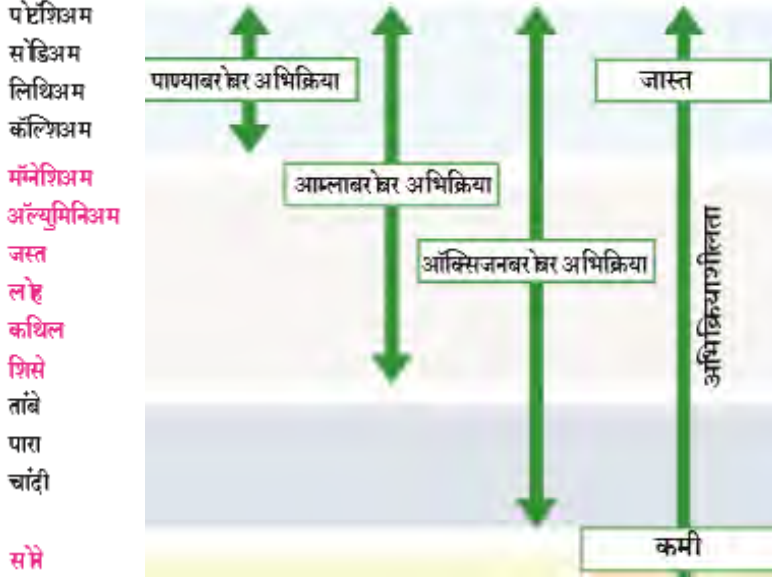 पोटॅशिअम
सोडिअम
लिथिअम
कॅल्शिअम
मॅग्नेशिअम
अॅल्युमिनिअम
जस्त
लोह
कथिल
शिसे
तांबे
पारा
चांदी
सोने
पाण्याबरोबर अभिक्रिया
आम्लाबरोबर अभिक्रिया
ऑक्सिजनबरोबर अभिक्रिया
जास्त
अभिक्रियाशीलता
कमी